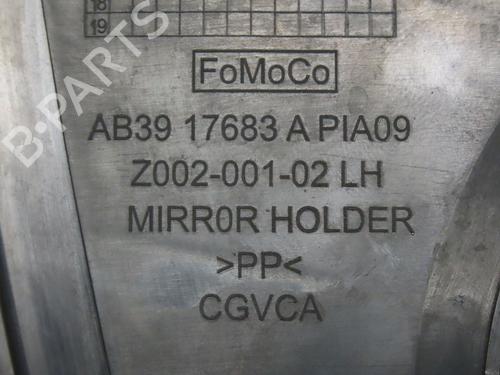 18
19
FoMoCo
AB39 17683 A PIA09
Z002-001-02 LH
MIRR0R HOLDER
>PP<
CGVCA
B-PARTS